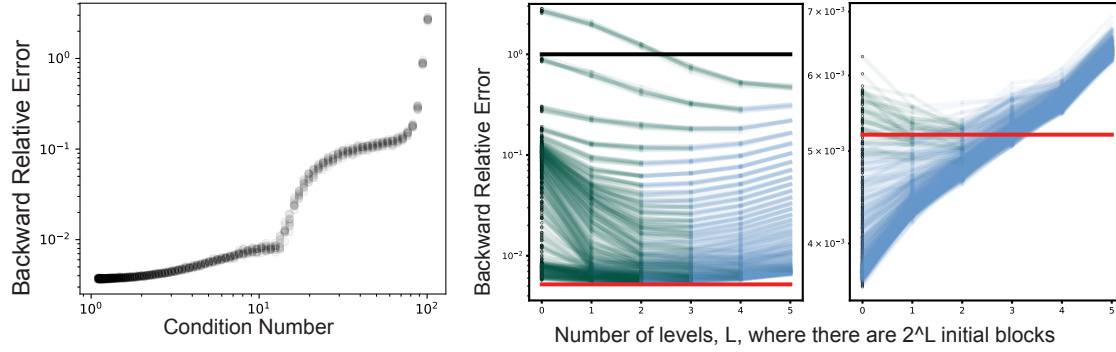 Backward Relative Error
10^0
10^-1
10^-2
10^0
10^1
10^2
Condition Number
Backward Relative Error
10^0
10^-1
10^-2
0 1 2 3 4 5
7 × 10^-3
6 × 10^-3
5 × 10^-3
4 × 10^-3
0 1 2 3 4 5
Number of levels, L, where there are 2^L initial blocks